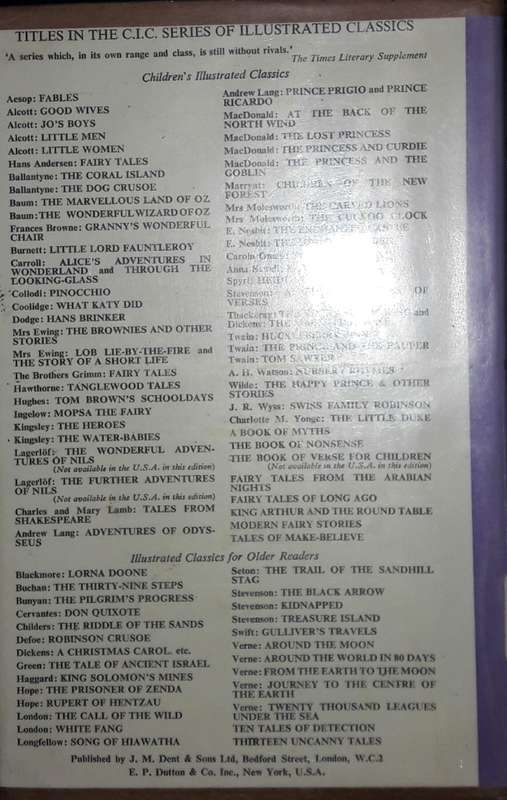 TITLES IN THE C.I.C. SERIES OF ILLUSTRATED CLASSICS
'A series which, in its own range and class, is still without rivals.'
The Times Literary Supplement
Children's Illustrated Classics
Aesop: FABLES
Alcott: GOOD WIVES
Alcott: JO'S BOYS
Alcott: LITTLE MEN
Alcott: LITTLE WOMEN
Hans Andersen: FAIRY TALES
Ballantyne: THE CORAL ISLAND
Ballantyne: THE DOG CRUSOE
Baum: THE MARVELLOUS LAND OF OZ
Baum: THE WONDERFUL WIZARD OF OZ
Frances Browne: GRANNY'S WONDERFUL
CHAIR
Burnett: LITTLE LORD FAUNTLEROY
Carroll: ALICE'S ADVENTURES IN
WONDERLAND and THROUGH THE
LOOKING-GLASS
Collodi: PINOCCHIO
Coolidge: WHAT KATY DID
Dodge: HANS BRINKER
Mrs Ewing: THE BROWNIES AND OTHER
STORIES
Mrs Ewing: LOB LIE-BY-THE-FIRE and
THE STORY OF A SHORT LIFE
The Brothers Grimm: FAIRY TALES
Hawthorne: TANGLEWOOD TALES
Hughes: TOM BROWN'S SCHOOLDAYS
Ingelow: MOPSA THE FAIRY
Kingsley: THE HEROES
Kingsley: THE WATER-BABIES
Lagerlöf: THE WONDERFUL ADVEN-
TURES OF NILS
(Not available in the U.S.A. in this edition)
Lagerlöf: THE FURTHER ADVENTURES
OF NILS
(Not available in the U.S.A. in this edition)
Charles and Mary Lamb: TALES FROM
SHAKESPEARE
Andrew Lang: ADVENTURES OF ODYS-
SEUS
Andrew Lang: PRINCE PRIGIO and PRINCE
RICARDO
MacDonald: AT THE BACK OF THE
NORTH WIND
MacDonald: THE LOST PRINCESS
MacDonald: THE PRINCESS AND CURDIE
MacDonald: THE PRINCESS AND THE
GOBLIN
Marryat: CHILDREN OF THE NEW
FOREST
Mrs Molesworth: THE CARVED LIONS
Mrs Molesworth: THE CUCKOO CLOCK
E. Nesbit: THE ENCHANTED CASTLE
E. Nesbit:
Carola
Anna
Spyri: HEIDI
Stevenson: A OF
VERSES
Thackeray: and
Dickens: THE
Twain: HUCKLEBERRY
Twain: THE PRINCE AND THE PAUPER
Twain: TOM SAWYER
A. H. Watson: NURSERY RHYMES
Wilde: THE HAPPY PRINCE & OTHER
STORIES
J. R. Wyss: SWISS FAMILY ROBINSON
Charlotte M. Yonge: THE LITTLE DUKE
A BOOK OF MYTHS
THE BOOK OF NONSENSE
THE BOOK OF VERSE FOR CHILDREN
(Not available in the U.S.A. in this edition)
FAIRY TALES FROM THE ARABIAN
NIGHTS
FAIRY TALES OF LONG AGO
KING ARTHUR AND THE ROUND TABLE
MODERN FAIRY STORIES
TALES OF MAKE-BELIEVE
Illustrated Classics for Older Readers
Blackmore: LORNA DOONE
Buchan: THE THIRTY-NINE STEPS
Bunyan: THE PILGRIM'S PROGRESS
Cervantes: DON QUIXOTE
Childers: THE RIDDLE OF THE SANDS
Defoe: ROBINSON CRUSOE
Dickens: A CHRISTMAS CAROL, etc.
Green: THE TALE OF ANCIENT ISRAEL
Haggard: KING SOLOMON'S MINES
Hope: THE PRISONER OF ZENDA
Hope: RUPERT OF HENTZAU
London: THE CALL OF THE WILD
London: WHITE FANG
Longfellow: SONG OF HIAWATHA
Seton: THE TRAIL OF THE SANDHILL
STAG
Stevenson: THE BLACK ARROW
Stevenson: KIDNAPPED
Stevenson: TREASURE ISLAND
Swift: GULLIVER'S TRAVELS
Verne: AROUND THE MOON
Verne: AROUND THE WORLD IN 80 DAYS
Verne: FROM THE EARTH TO THE MOON
Verne: JOURNEY TO THE CENTRE OF
THE EARTH
Verne: TWENTY THOUSAND LEAGUES
UNDER THE SEA
TEN TALES OF DETECTION
THIRTEEN UNCANNY TALES
Published by J. M. Dent & Sons Ltd, Bedford Street, London, W.C.2
E. P. Dutton & Co. Inc., New York, U.S.A.